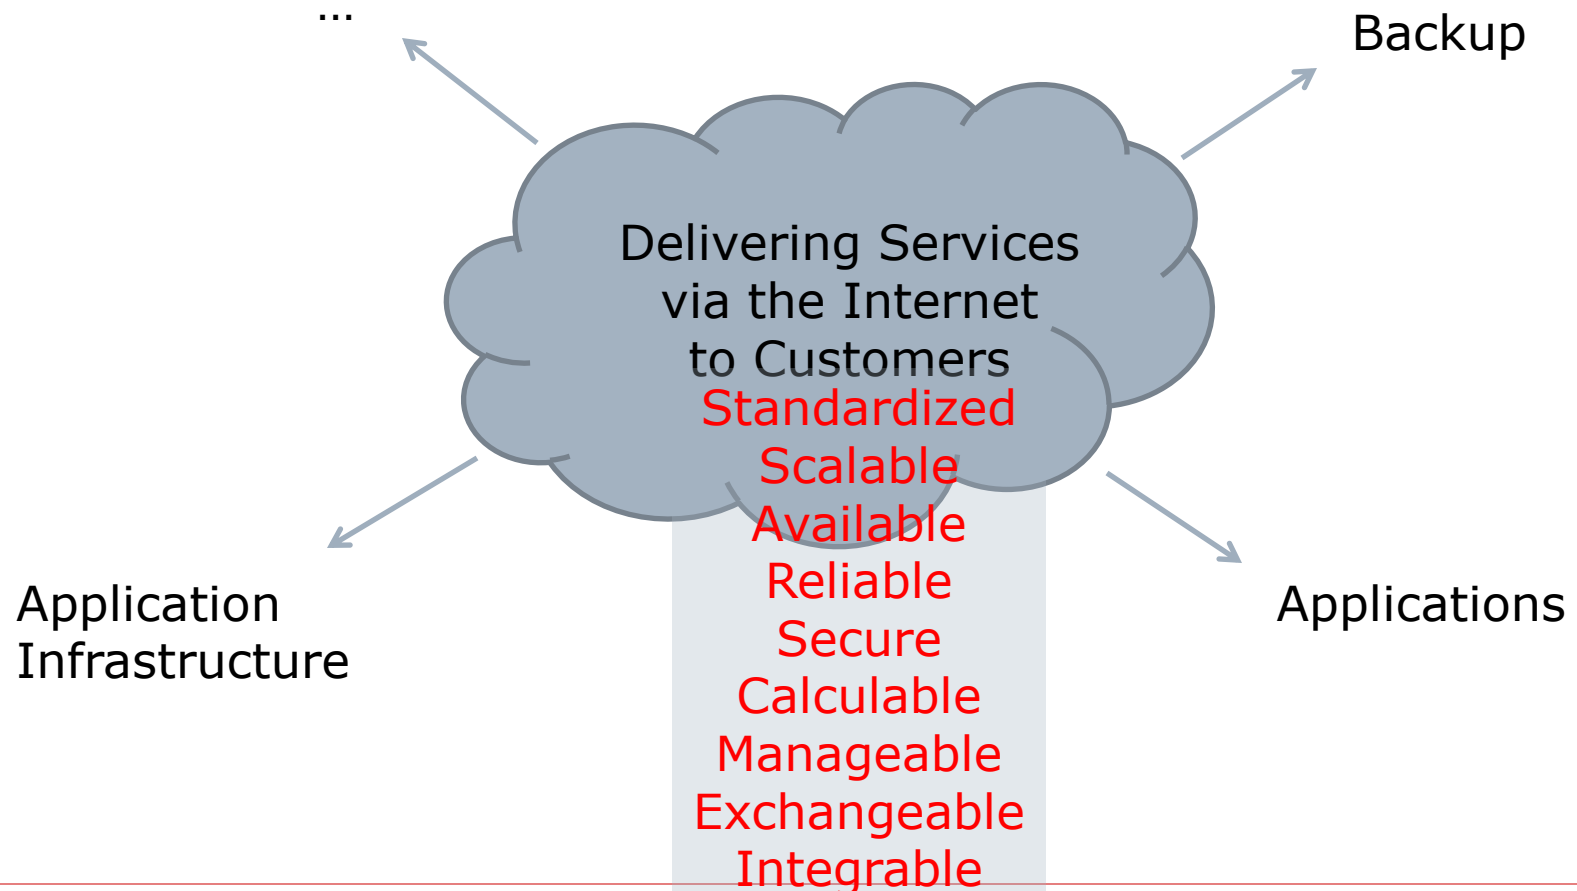 ...
Backup
Delivering Services
via the Internet
to Customers
Standardized
Scalable
Available
Reliable
Secure
Calculable
Manageable
Exchangeable
Integrable
Application
Infrastructure
Applications